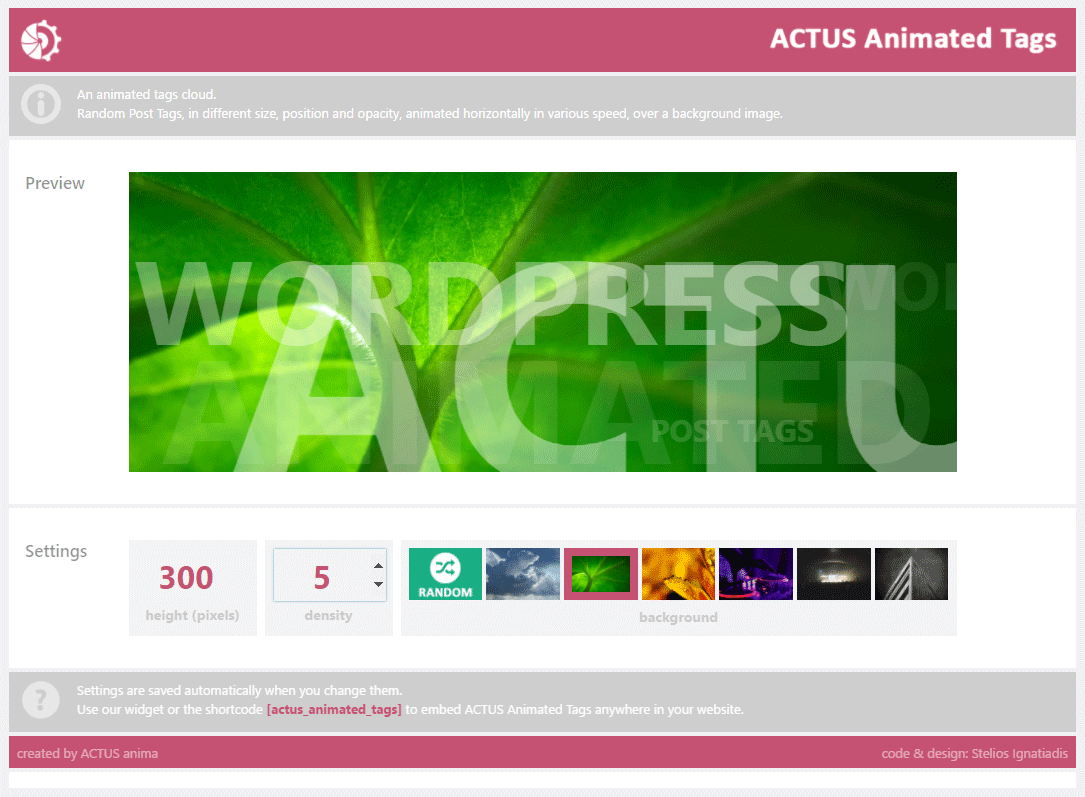 ACTUS Animated Tags
An animated tags cloud.
Random Post Tags, in different size, position and opacity, animated horizontally in various speed, over a background image.
Preview
WORDPRESS
WOR
ACTU
ANIMATED
POST TAGS
Settings
300
5
RANDOM
height (pixels)
density
background
Settings are saved automatically when you change them.
Use our widget or the shortcode [actus_animated_tags] to embed ACTUS Animated Tags anywhere in your website.
created by ACTUS anima
code & design: Stelios Ignatiadis